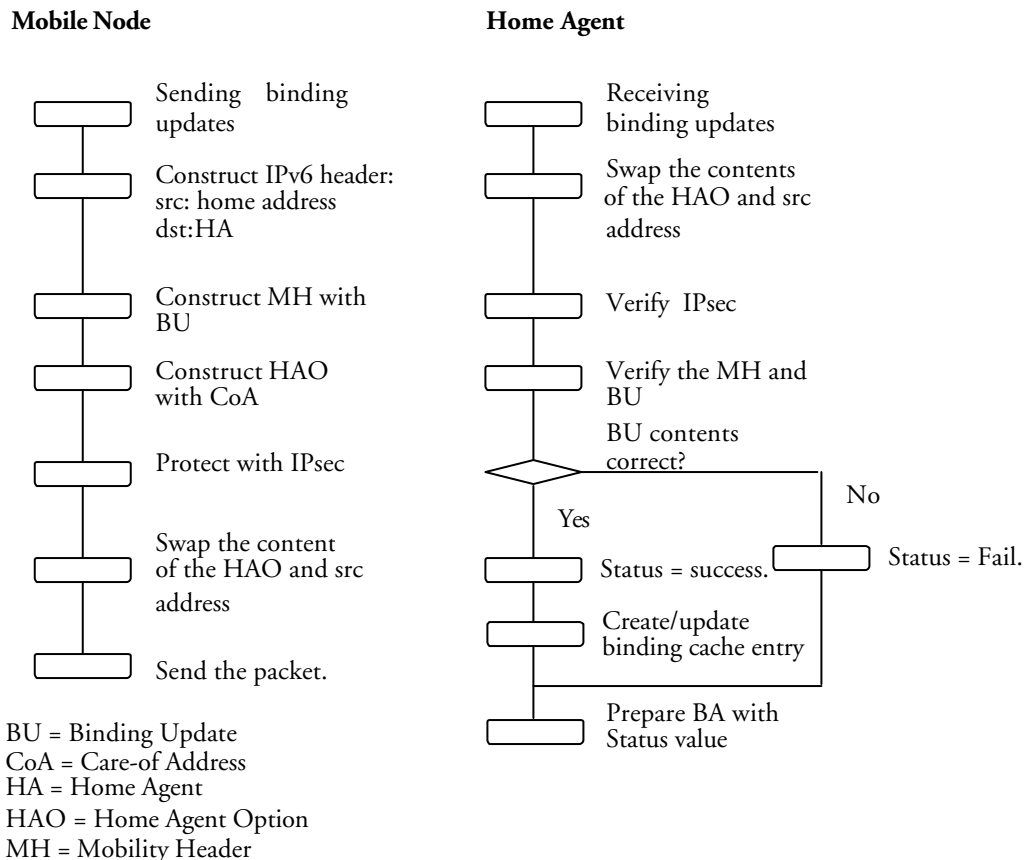 Mobile Node
Sending binding
updates
Construct IPv6 header:
src: home address
dst:HA
Construct MH with
BU
Construct HAO
with CoA
Protect with IPsec
Swap the content
of the HAO and src
address
Send the packet.
BU = Binding Update
CoA = Care-of Address
HA = Home Agent
HAO = Home Agent Option
MH = Mobility Header
Home Agent
Receiving
binding updates
Swap the contents
of the HAO and src
address
Verify IPsec
Verify the MH and
BU
BU contents
correct?
No
Yes
Status = success.
Status = Fail.
Create/update
binding cache entry
Prepare BA with
Status value